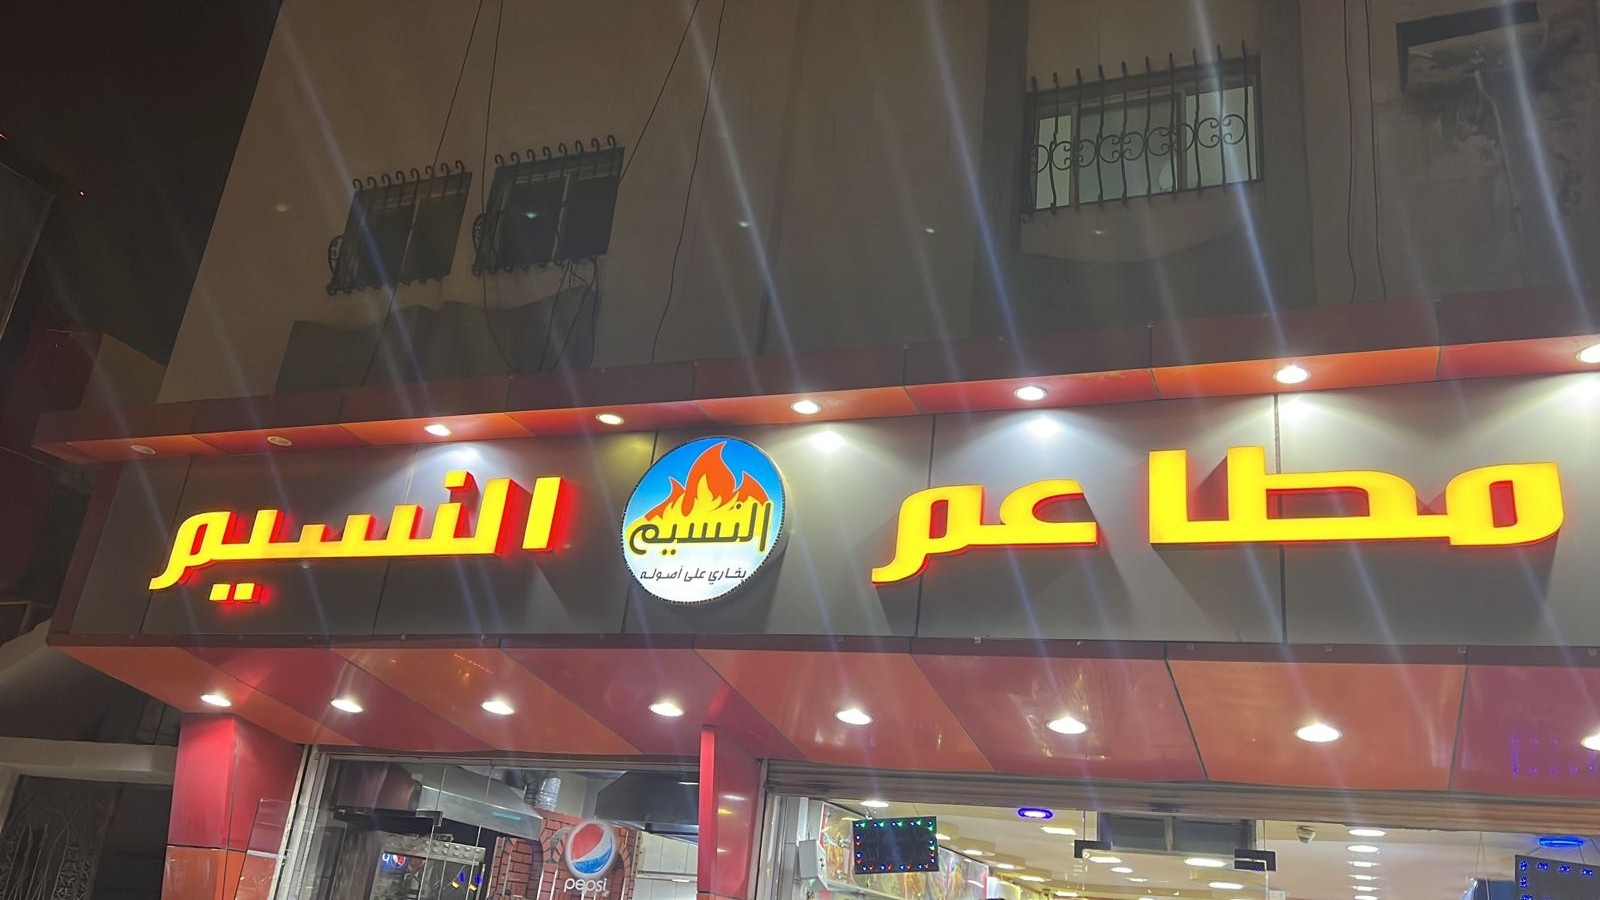 مطاعم
النسيم
بخاري على أصوله
النسيم
pepsi